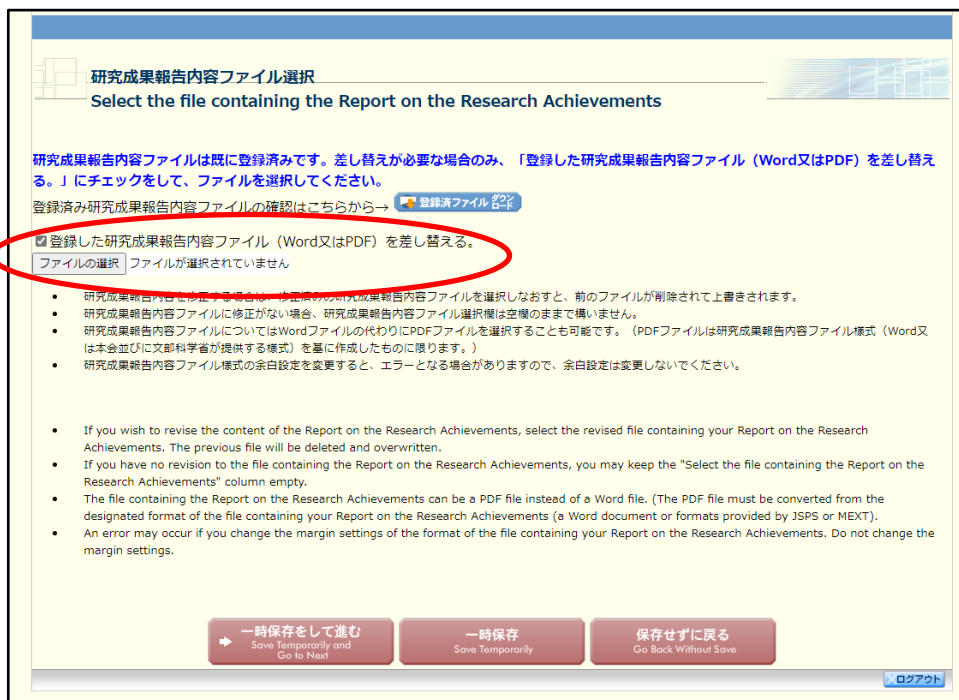 研究成果報告内容ファイル選択
Select the file containing the Report on the Research Achievements
研究成果報告内容ファイルは既に登録済みです。差し替えが必要な場合のみ、「登録した研究成果報告内容ファイル（Word又はPDF）を差し替え
る。」にチェックをして、ファイルを選択してください。
登録済み研究成果報告内容ファイルの確認はこちらから→ 登録済ファイル ダウンロード
登録した研究成果報告内容ファイル（Word又はPDF）を差し替える。
ファイルの選択 ファイルが選択されていません
• 研究成果報告内容を修正する場合は、修正済みの研究成果報告内容ファイルを選択しなおすと、前のファイルが削除されて上書きされます。
• 研究成果報告内容ファイルに修正がない場合、研究成果報告内容ファイル選択欄は空欄のままで構いません。
• 研究成果報告内容ファイルについてはWordファイルの代わりにPDFファイルを選択することも可能です。（PDFファイルは研究成果報告内容ファイル様式（Word又
は本会並びに文部科学省が提供する様式）を基に作成したものに限ります。）
• 研究成果報告内容ファイル様式の余白設定を変更すると、エラーとなる場合がありますので、余白設定は変更しないでください。
• If you wish to revise the content of the Report on the Research Achievements, select the revised file containing your Report on the Research
Achievements. The previous file will be deleted and overwritten.
• If you have no revision to the file containing the Report on the Research Achievements, you may keep the "Select the file containing the Report on the
Research Achievements" column empty.
• The file containing the Report on the Research Achievements can be a PDF file instead of a Word file. (The PDF file must be converted from the
designated format of the file containing your Report on the Research Achievements (a Word document or formats provided by JSPS or MEXT).
• An error may occur if you change the margin settings of the format of the file containing your Report on the Research Achievements. Do not change the
margin settings.
一時保存をして進む
Save Temporarily and
Go to Next
一時保存
Save Temporarily
保存せずに戻る
Go Back Without Save
ログアウト